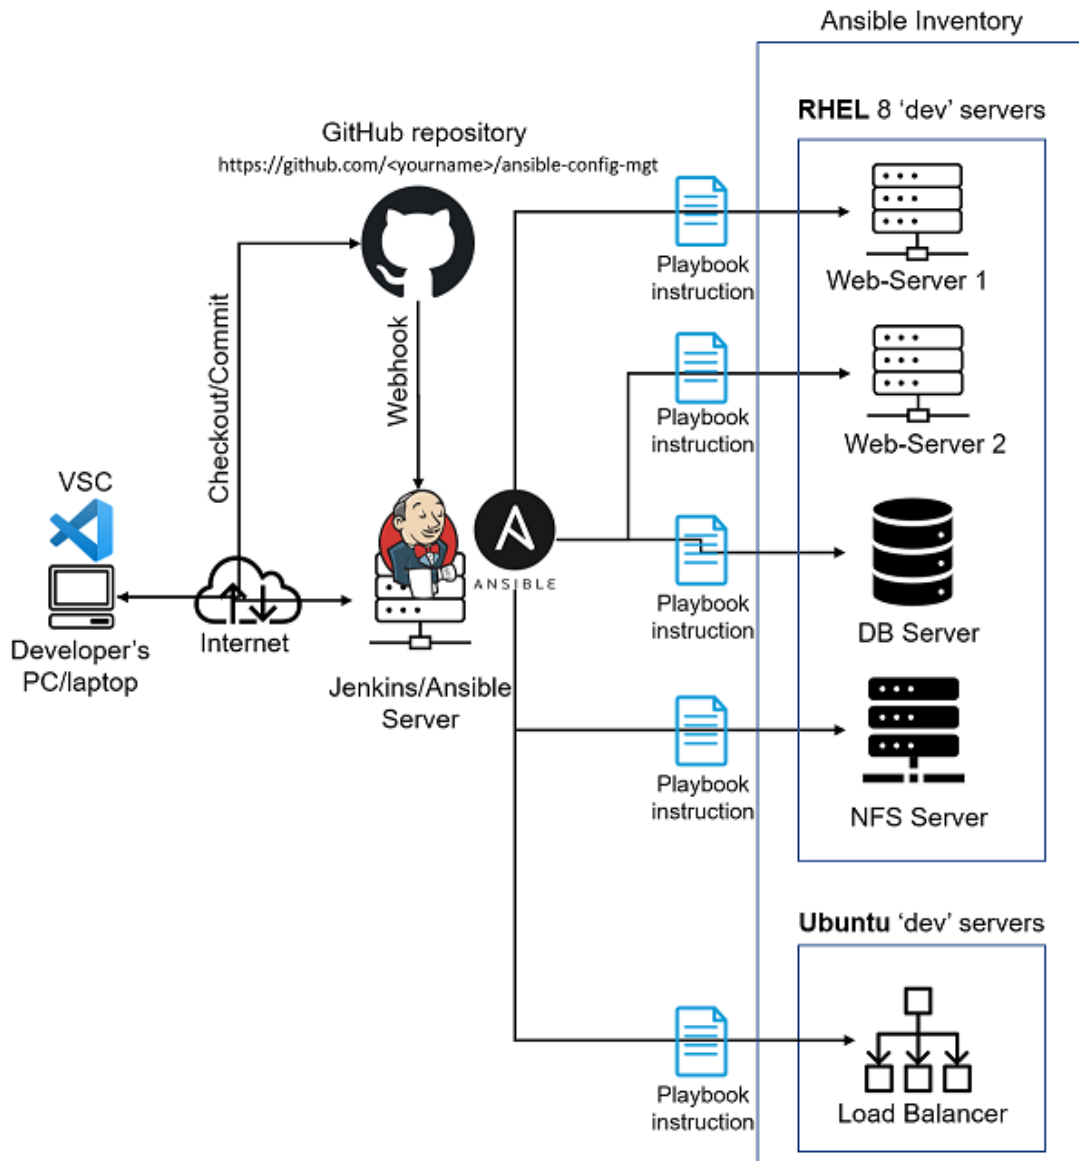 Ansible Inventory
RHEL 8 ‘dev’ servers
GitHub repository
https://github.com/<yourname>/ansible-config-mgt
Playbook
instruction
Web-Server 1
Checkout/Commit
Webhook
Playbook
instruction
Web-Server 2
VSC
ANSIBLE
Playbook
instruction
DB Server
Internet
Developer's
PC/laptop
Jenkins/Ansible
Server
Playbook
instruction
NFS Server
Ubuntu ‘dev’ servers
Playbook
instruction
Load Balancer